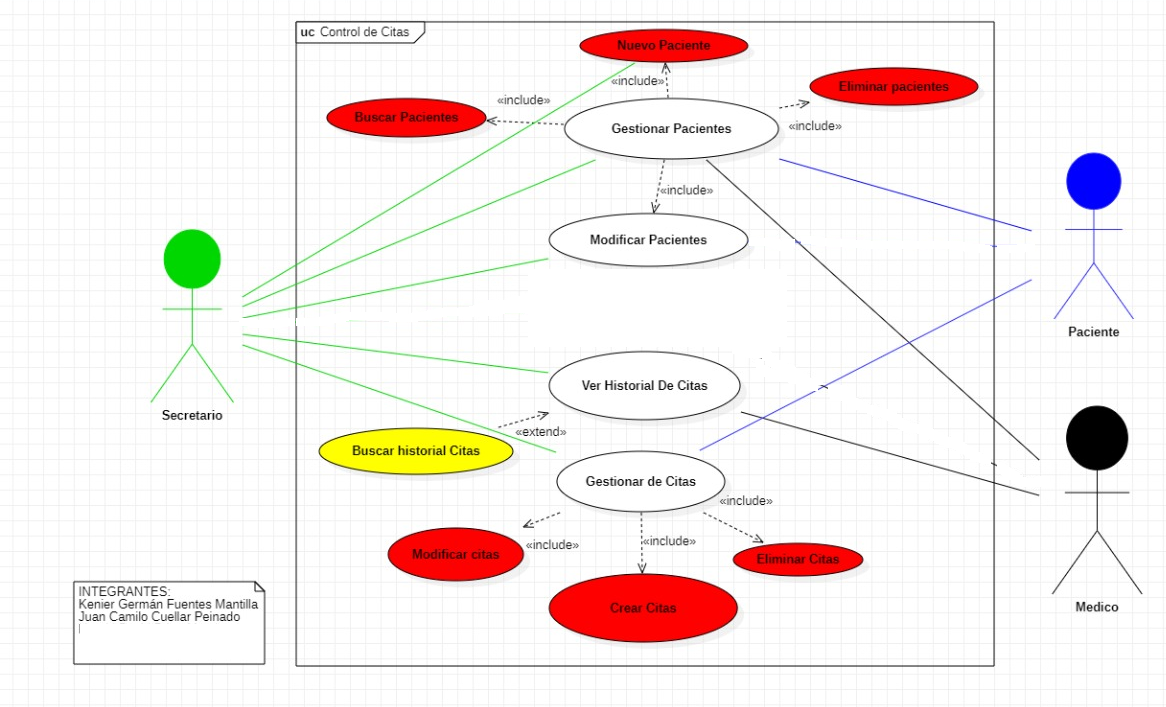 uc Control de Citas
Nuevo Paciente
«include»
Eliminar pacientes
«include»
Buscar Pacientes
«include»
Gestionar Pacientes
«include»
Modificar Pacientes
Secretario
Paciente
Ver Historial De Citas
«extend»
Buscar historial Citas
Gestionar de Citas
«include»
«include»
«include»
Modificar citas
Eliminar Citas
Crear Citas
Medico
INTEGRANTES:
Kenier Germán Fuentes Mantilla
Juan Camilo Cuellar Peinado